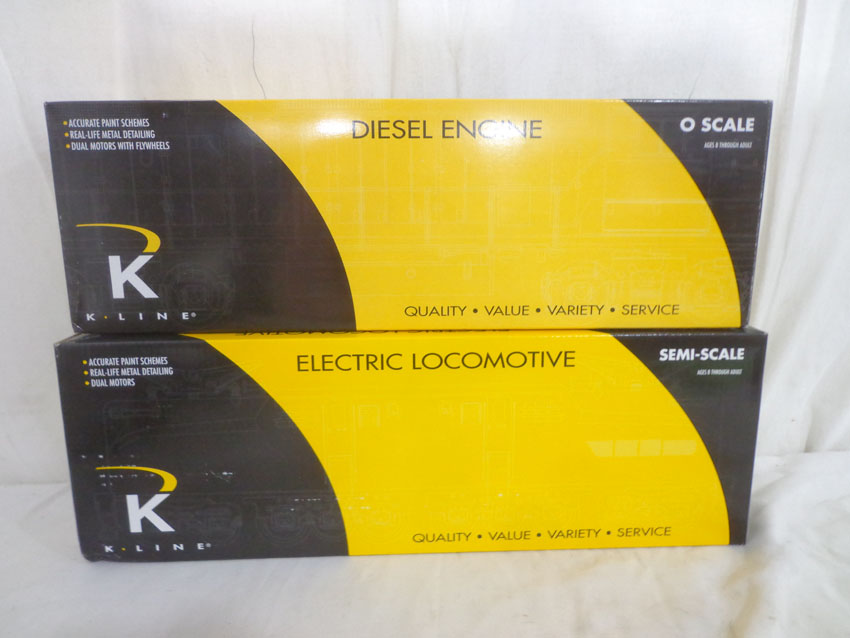 • ACCURATE PAINT SCHEMES
• REAL-LIFE METAL DETAILING
• DUAL MOTORS WITH FLYWHEELS
DIESEL ENGINE
O SCALE
AGES 8 THROUGH ADULT
K
K·LINE®
QUALITY • VALUE • VARIETY • SERVICE
• ACCURATE PAINT SCHEMES
• REAL-LIFE METAL DETAILING
• DUAL MOTORS
ELECTRIC LOCOMOTIVE
SEMI-SCALE
AGES 8 THROUGH ADULT
K
K·LINE®
QUALITY • VALUE • VARIETY • SERVICE